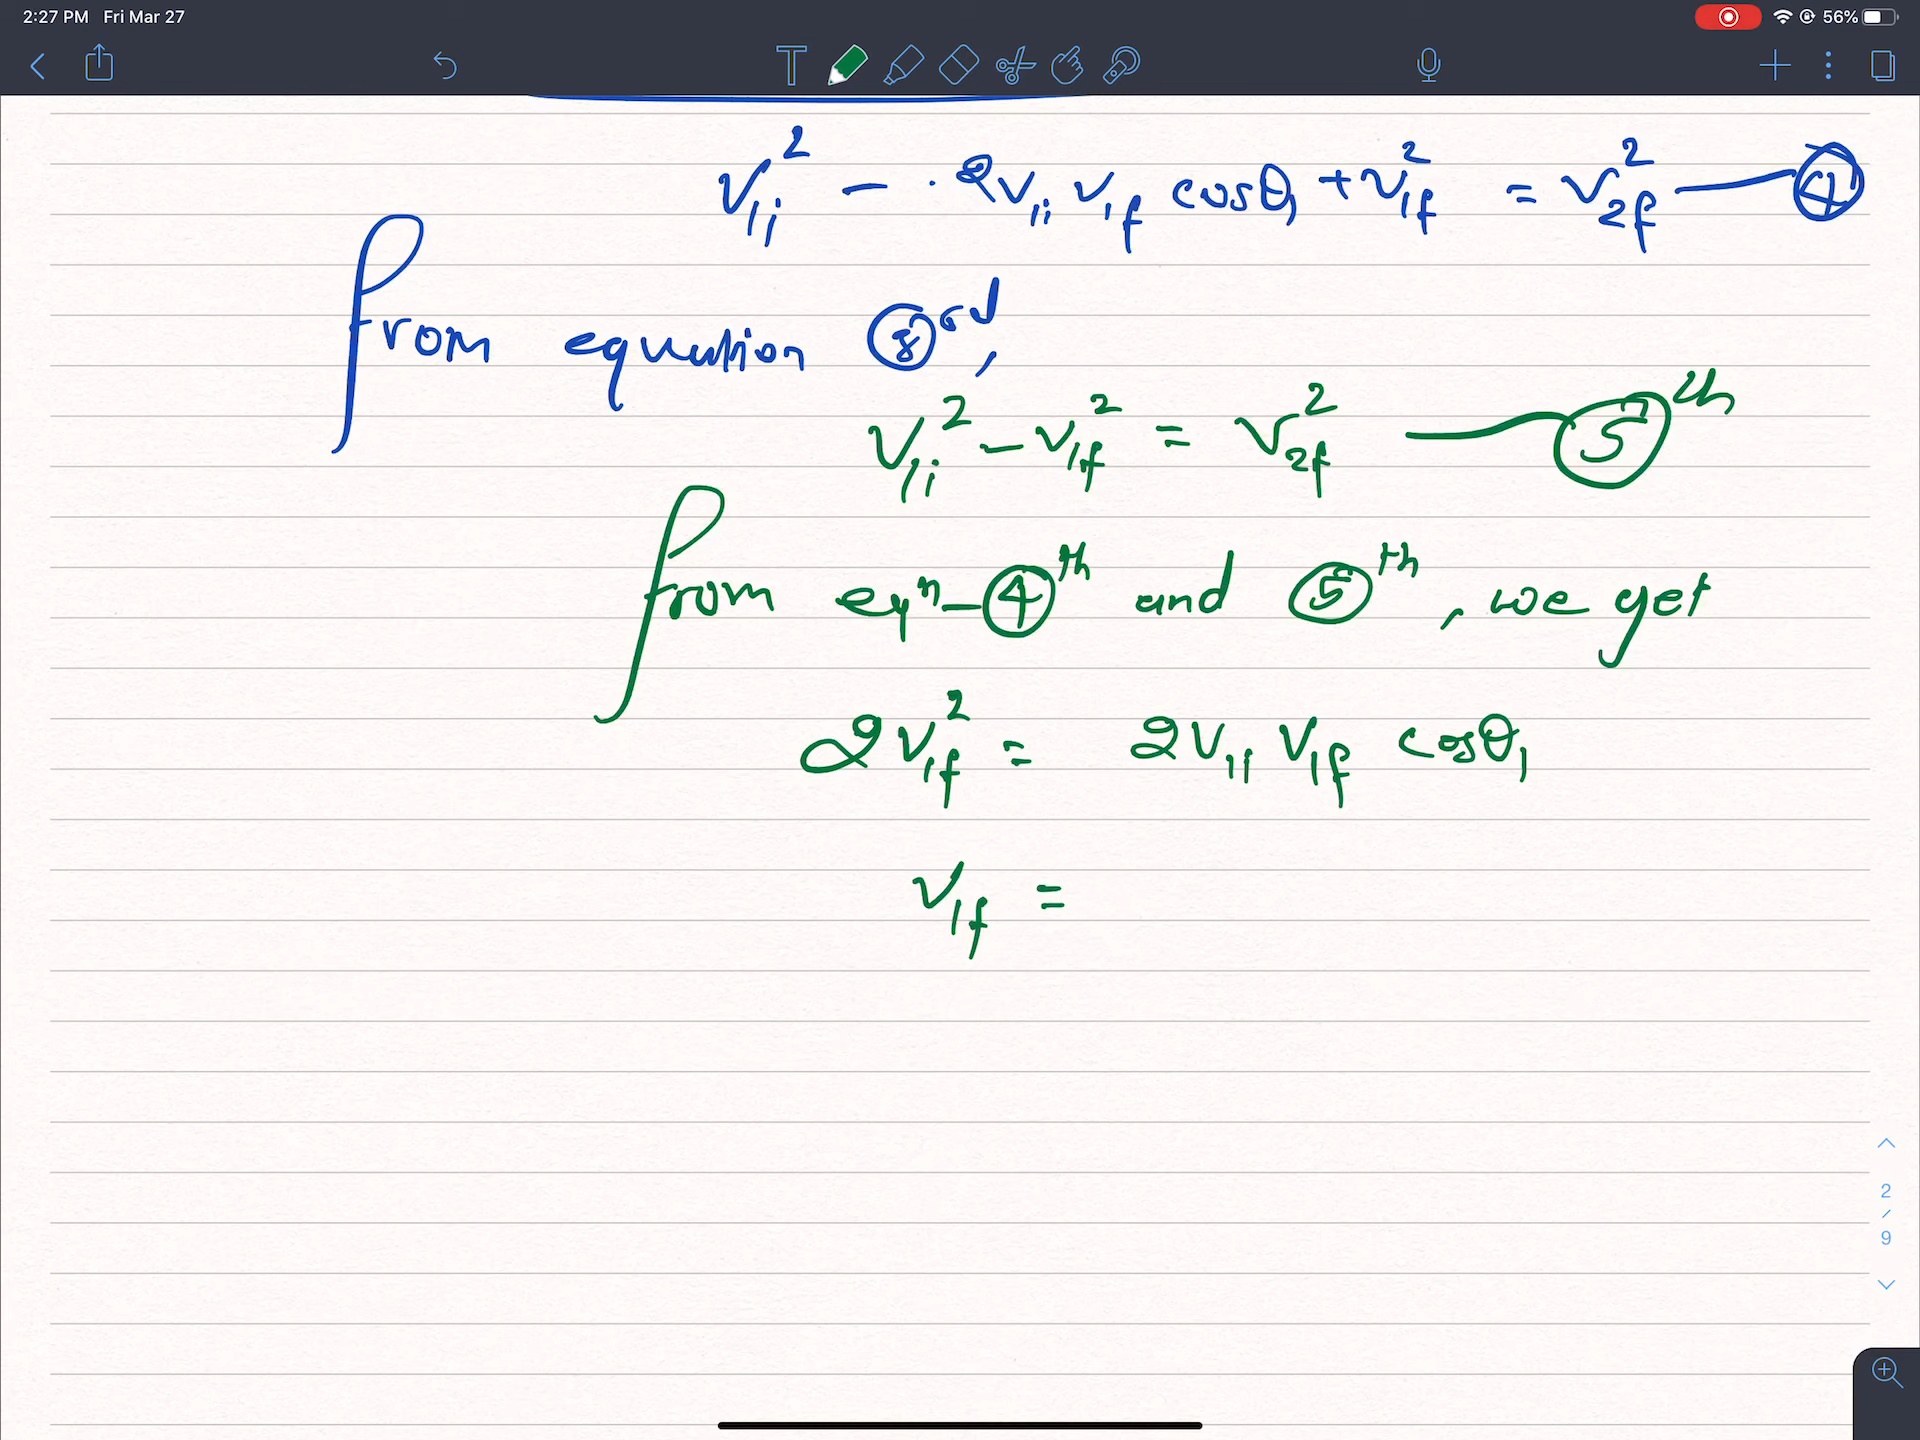 2:27 PM Fri Mar 27 56%
V₁ᵢ² - 2V₁ᵢ V₁f cosθ₁ + V₁f² = V₂f² — ④
from equation ③rd,
V₁ᵢ² - V₁f² = V₂f² — ⑤th
from eqⁿ - ④th and ⑤th, we get
2V₁f² = 2V₁ᵢ V₁f cosθ₁
V₁f =
2
/
9